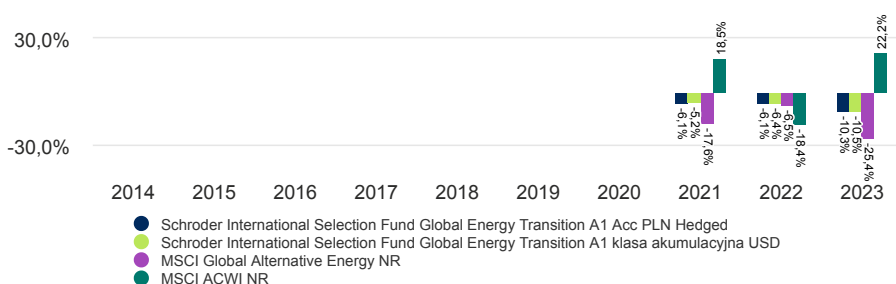 30,0%
-30,0%
-6,1%
-5,2%
-17,6%
18,5%
-6,1%
-6,4%
-6,5%
-18,4%
-10,3%
-10,5%
-25,4%
22,2%
2014 2015 2016 2017 2018 2019 2020 2021 2022 2023
Schroder International Selection Fund Global Energy Transition A1 Acc PLN Hedged
Schroder International Selection Fund Global Energy Transition A1 klasa akumulacyjna USD
MSCI Global Alternative Energy NR
MSCI ACWI NR